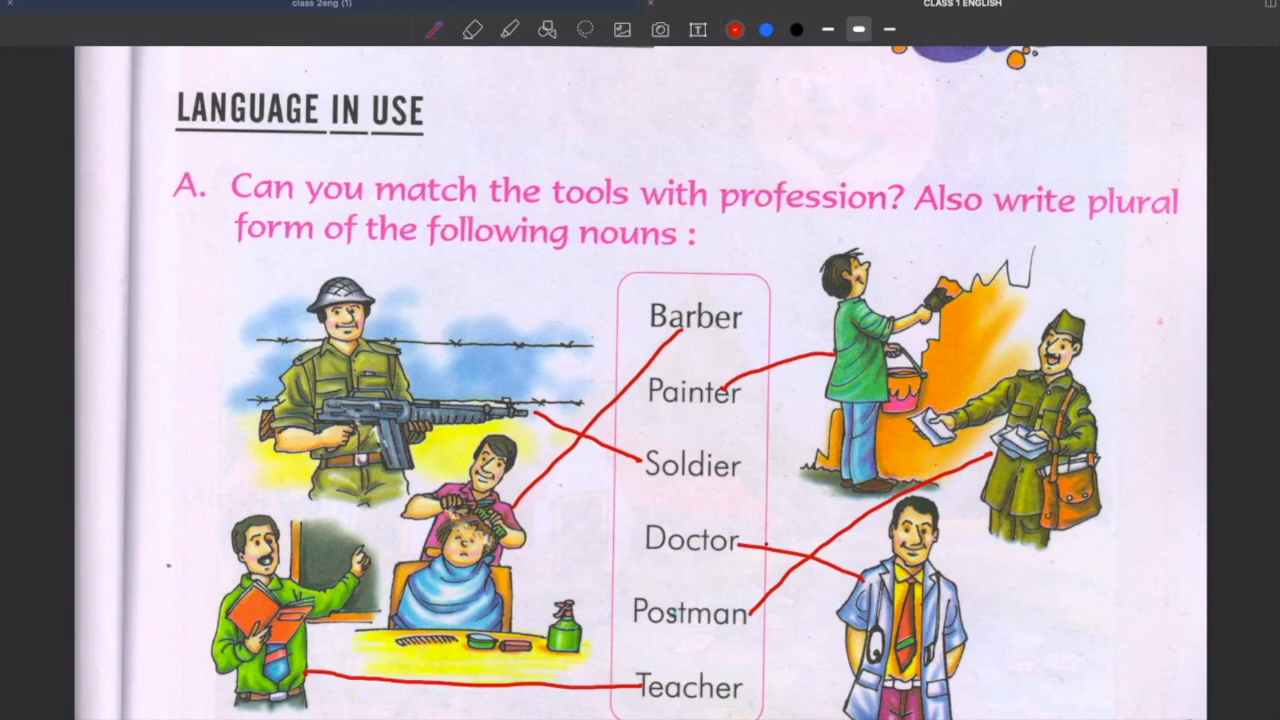 class 2eng (1)
CLASS 1 ENGLISH
T
LANGUAGE IN USE
A. Can you match the tools with profession? Also write plural
form of the following nouns :
Barber
Painter
Soldier
Doctor
Postman
Teacher